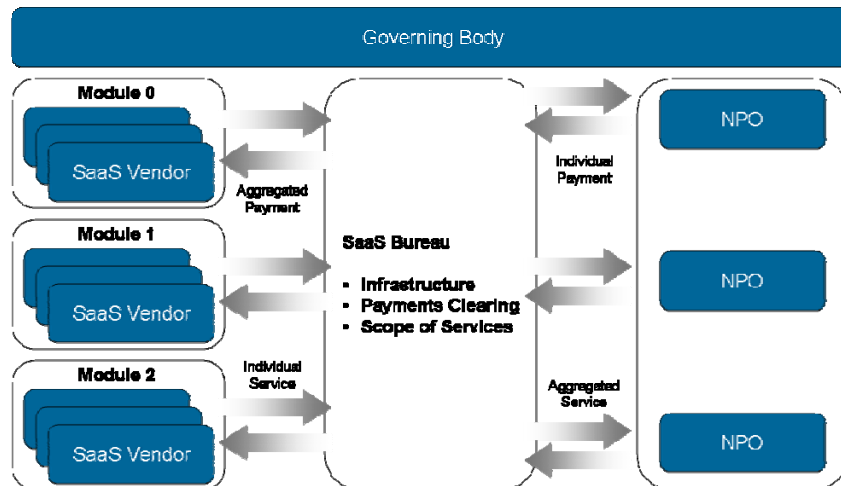 Governing Body
Module 0
SaaS Vendor
Aggregated
Payment
Module 1
SaaS Vendor
Module 2
SaaS Vendor
Individual
Service
SaaS Bureau
▪ Infrastructure
▪ Payments Clearing
▪ Scope of Services
Individual
Payment
Aggregated
Service
NPO
NPO
NPO